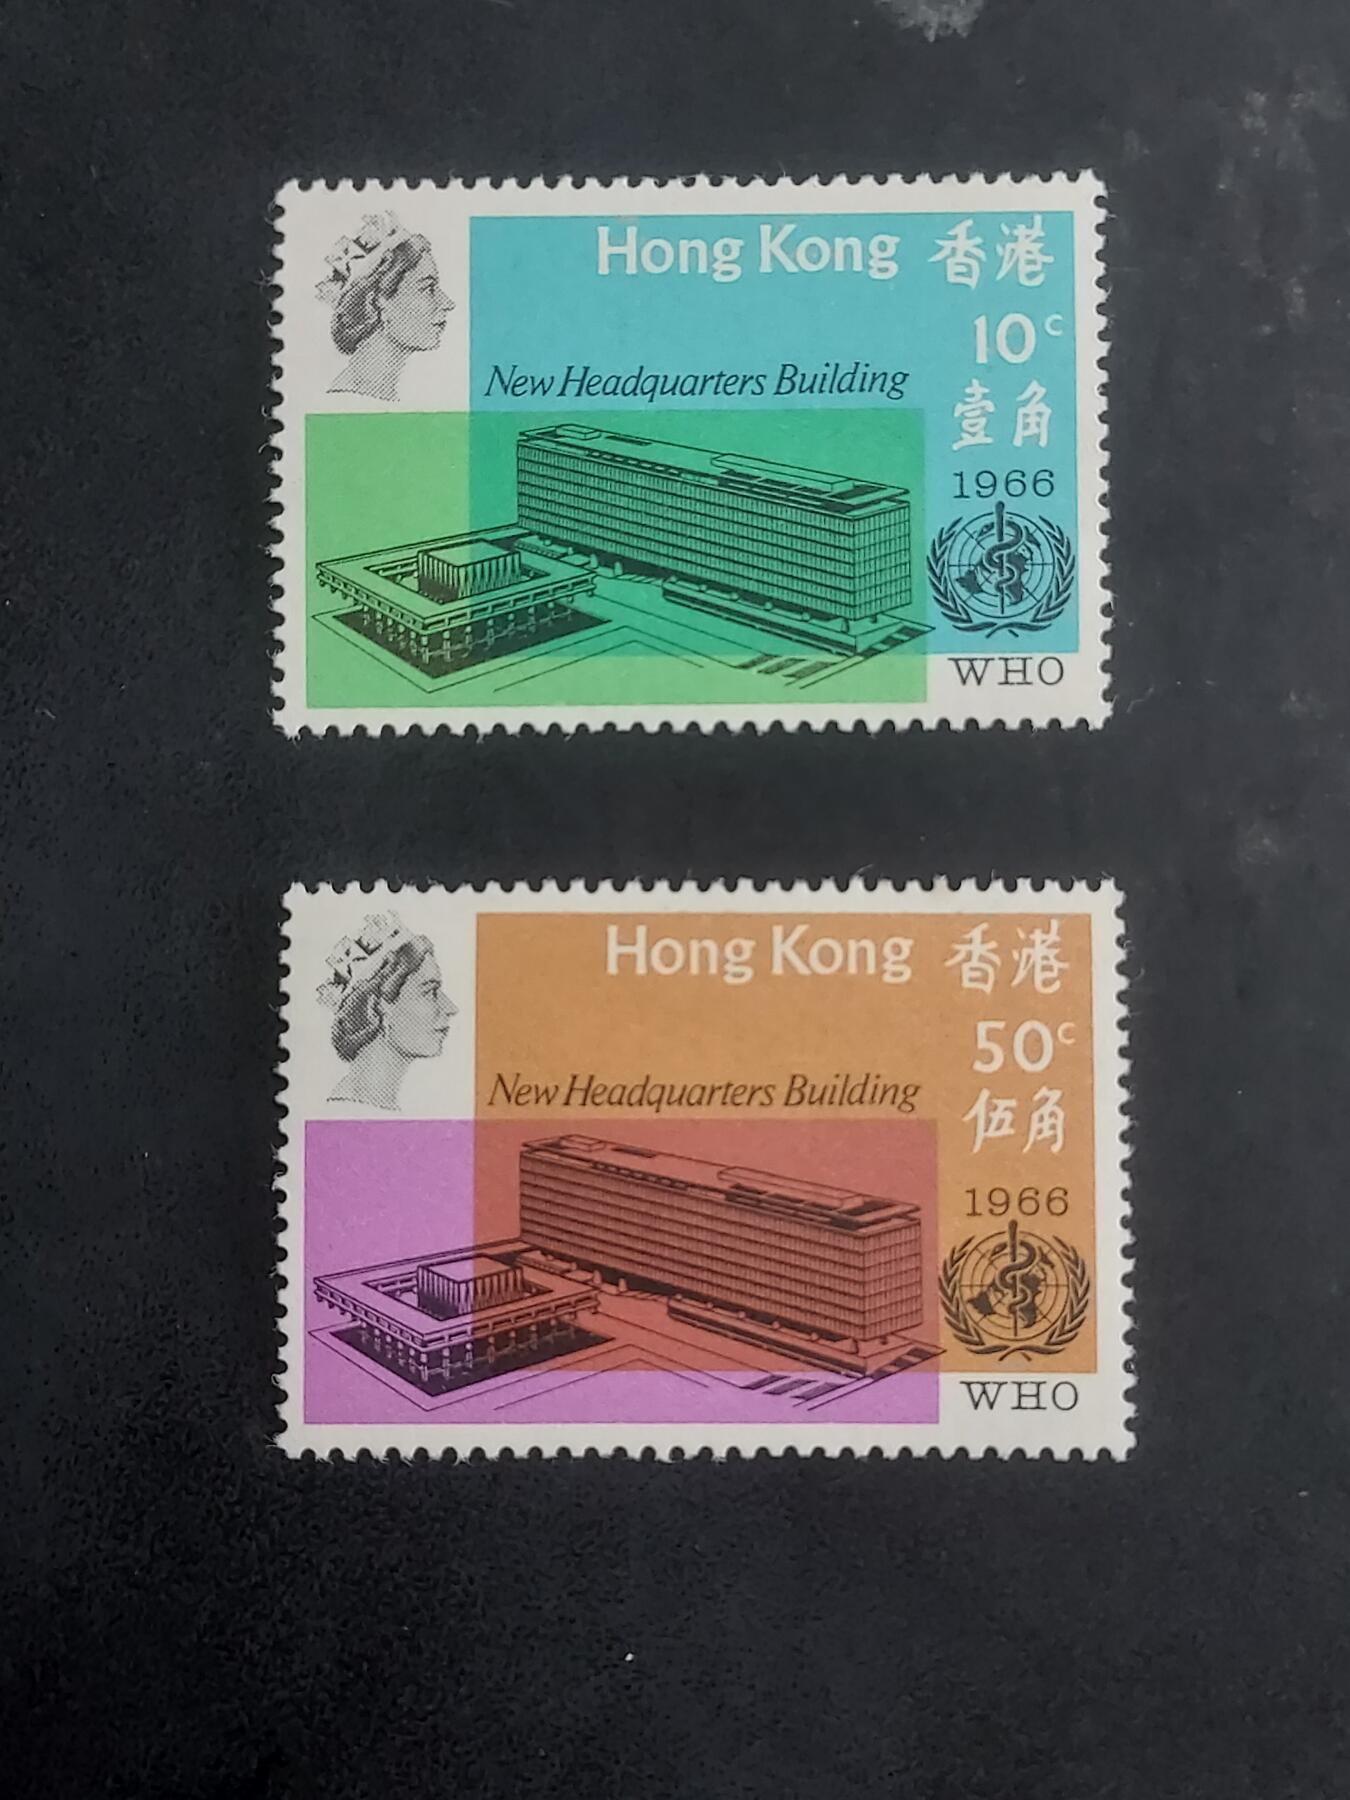 Hong Kong 香港
10c
New Headquarters Building
壹角
1966
WHO
Hong Kong 香港
50c
New Headquarters Building
伍角
1966
WHO